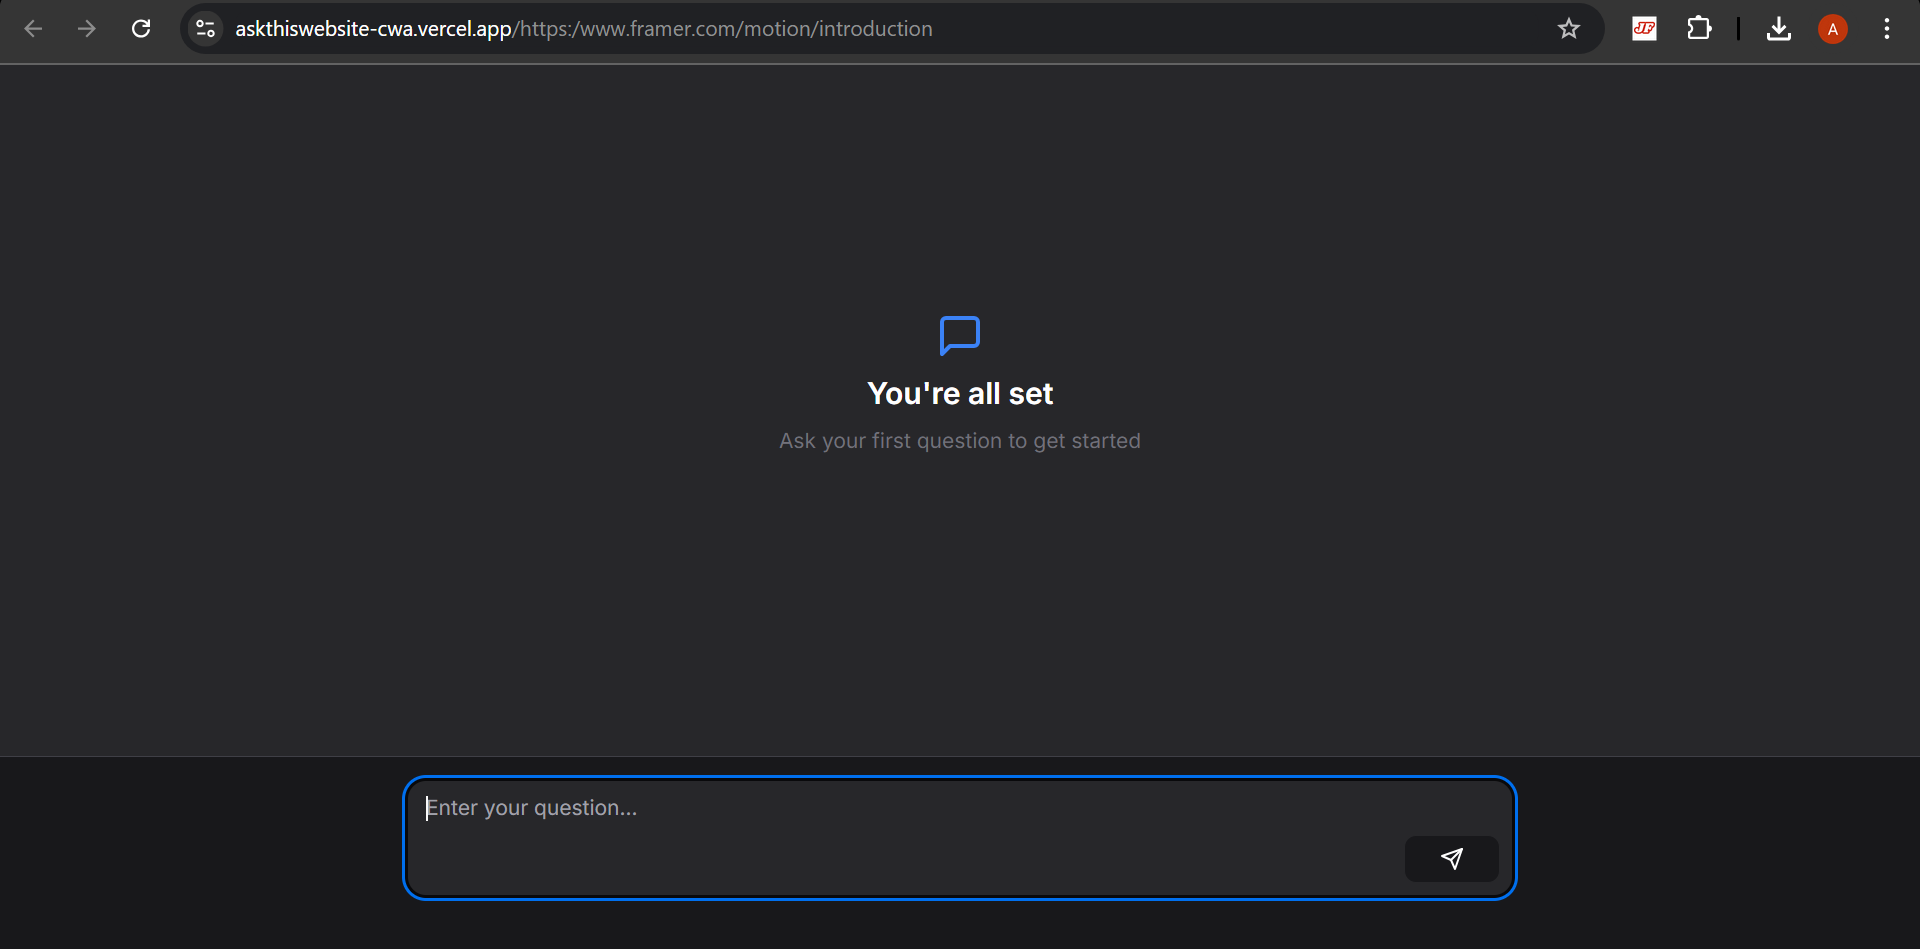 askthiswebsite-cwa.vercel.app/https:/www.framer.com/motion/introduction
JF
A
You're all set
Ask your first question to get started
Enter your question...